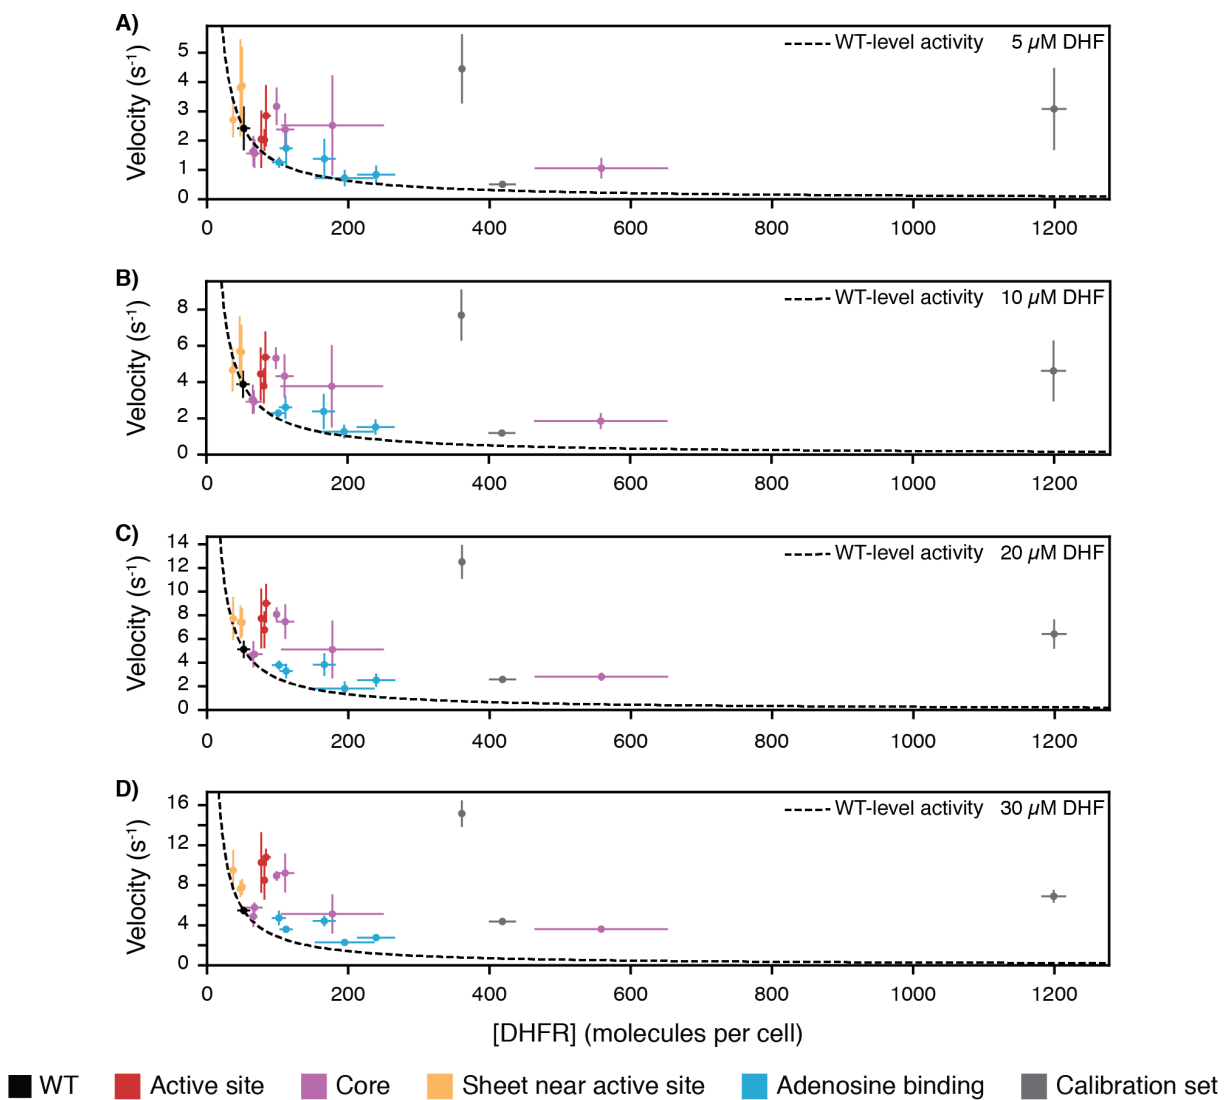 A)
Velocity (s-1)
5
4
3
2
1
0
WT-level activity 5 µM DHF
0 200 400 600 800 1000 1200
B)
Velocity (s-1)
8
6
4
2
0
WT-level activity 10 µM DHF
0 200 400 600 800 1000 1200
C)
Velocity (s-1)
14
12
10
8
6
4
2
0
WT-level activity 20 µM DHF
0 200 400 600 800 1000 1200
D)
Velocity (s-1)
16
12
8
4
0
WT-level activity 30 µM DHF
0 200 400 600 800 1000 1200
[DHFR] (molecules per cell)
WT Active site Core Sheet near active site Adenosine binding Calibration set